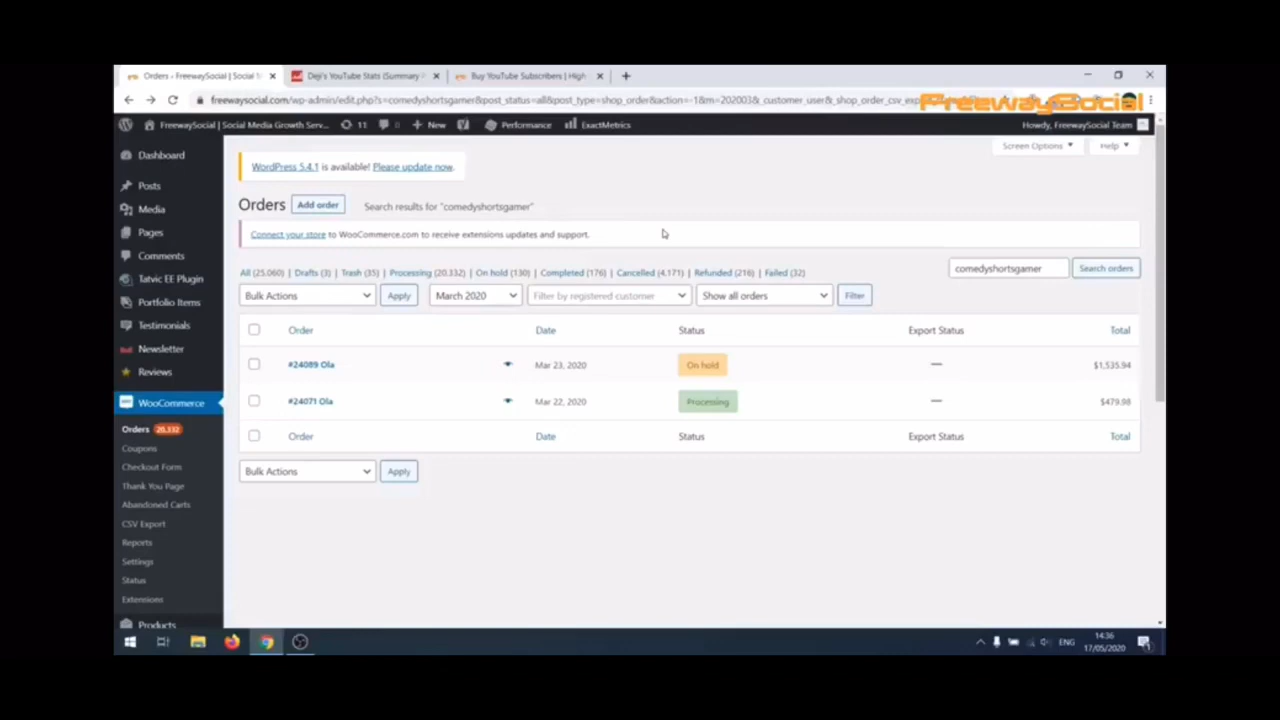 Orders ‹ FreewaySocial | Social M
Deji's YouTube Stats (Summary P
Buy YouTube Subscribers | High
freewaysocial.com/wp-admin/edit.php?s=comedyshortsgamer&post_status=all&post_type=shop_order&action=-1&m=202003&_customer_user&_shop_order_csv_exp
FreewaySocial
FreewaySocial | Social Media Growth Serv... 11 0 New Performance ExactMetrics
Howdy, FreewaySocial Team
Screen Options Help
Dashboard
Posts
Media
Pages
Comments
Tatvic EE Plugin
Portfolio Items
Testimonials
Newsletter
Reviews
WooCommerce
Orders 20,332
Coupons
Checkout Form
Thank You Page
Abandoned Carts
CSV Export
Reports
Settings
Status
Extensions
Products
WordPress 5.4.1 is available! Please update now.
Orders Add order Search results for "comedyshortsgamer"
Connect your store to WooCommerce.com to receive extensions updates and support.
All (25.060) | Drafts (3) | Trash (35) | Processing (20.332) | On hold (130) | Completed (176) | Cancelled (4,171) | Refunded (216) | Failed (32)
comedyshortsgamer Search orders
Bulk Actions Apply March 2020 Filter by registered customer Show all orders Filter
Order Date Status Export Status Total
#24089 Ola Mar 23, 2020 On hold — $1,535.94
#24071 Ola Mar 22, 2020 Processing — $479.98
Order Date Status Export Status Total
Bulk Actions Apply
ENG
14:36
17/05/2020